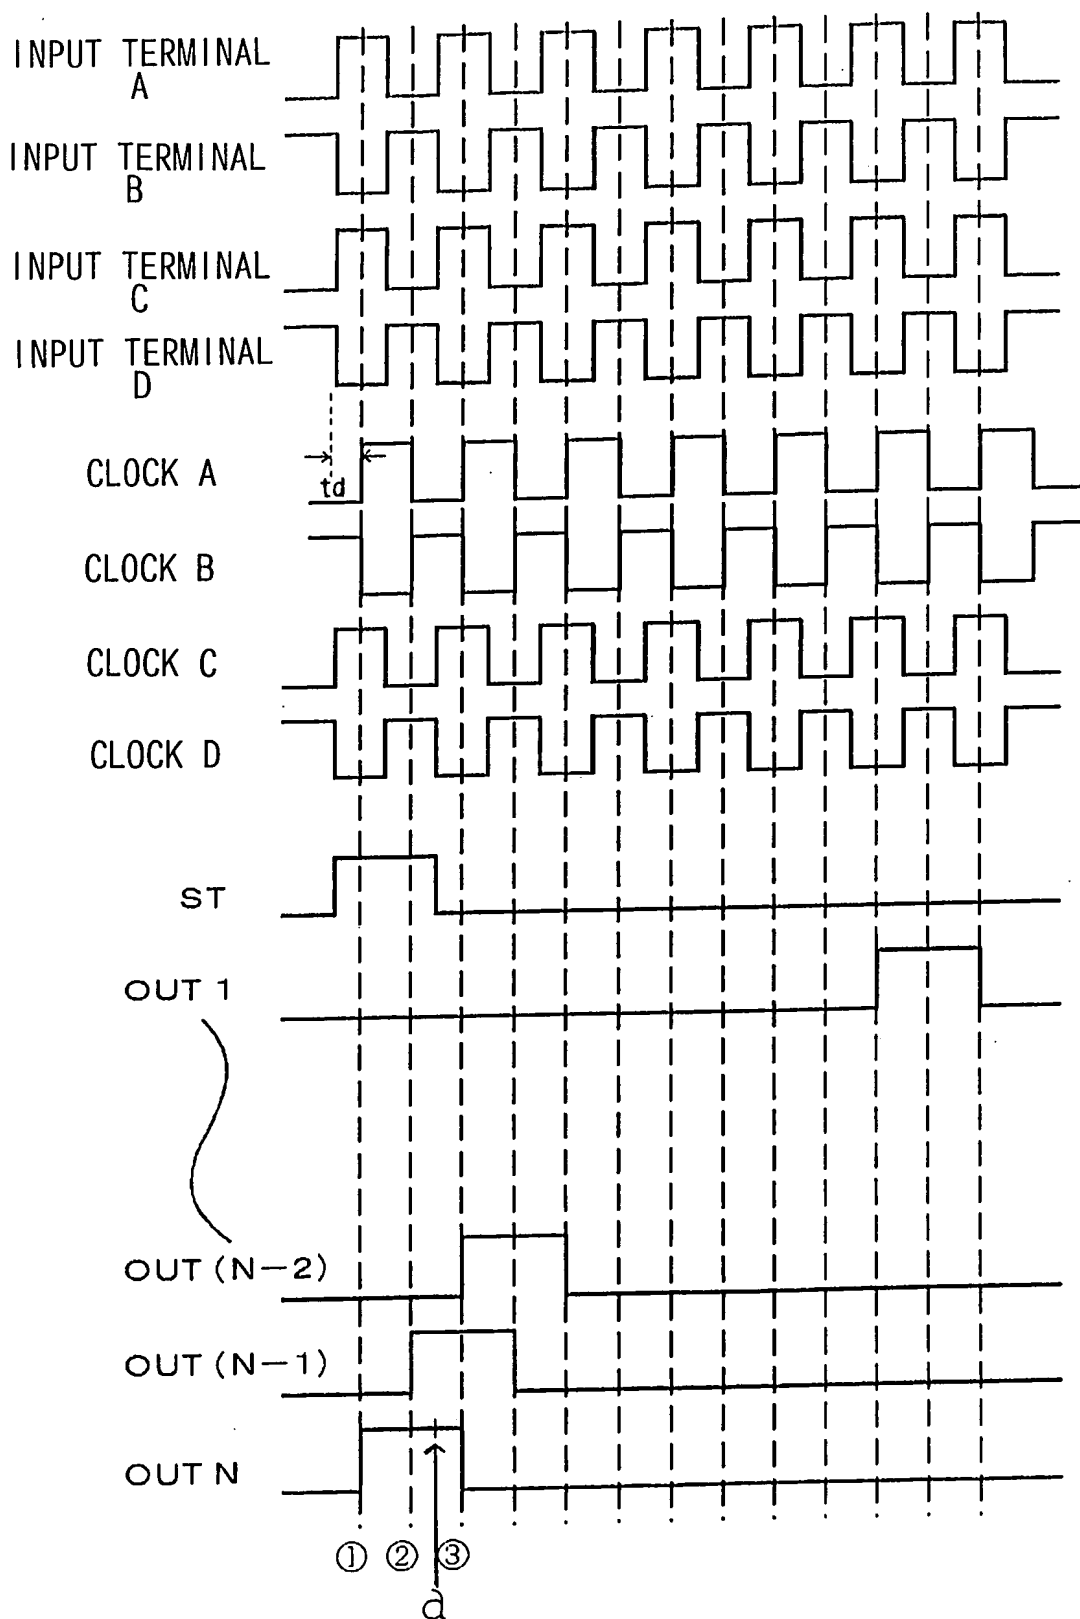 INPUT TERMINAL
A
INPUT TERMINAL
B
INPUT TERMINAL
C
INPUT TERMINAL
D
CLOCK A
td
CLOCK B
CLOCK C
CLOCK D
ST
OUT 1
OUT (N-2)
OUT (N-1)
OUT N
① ② ③
a